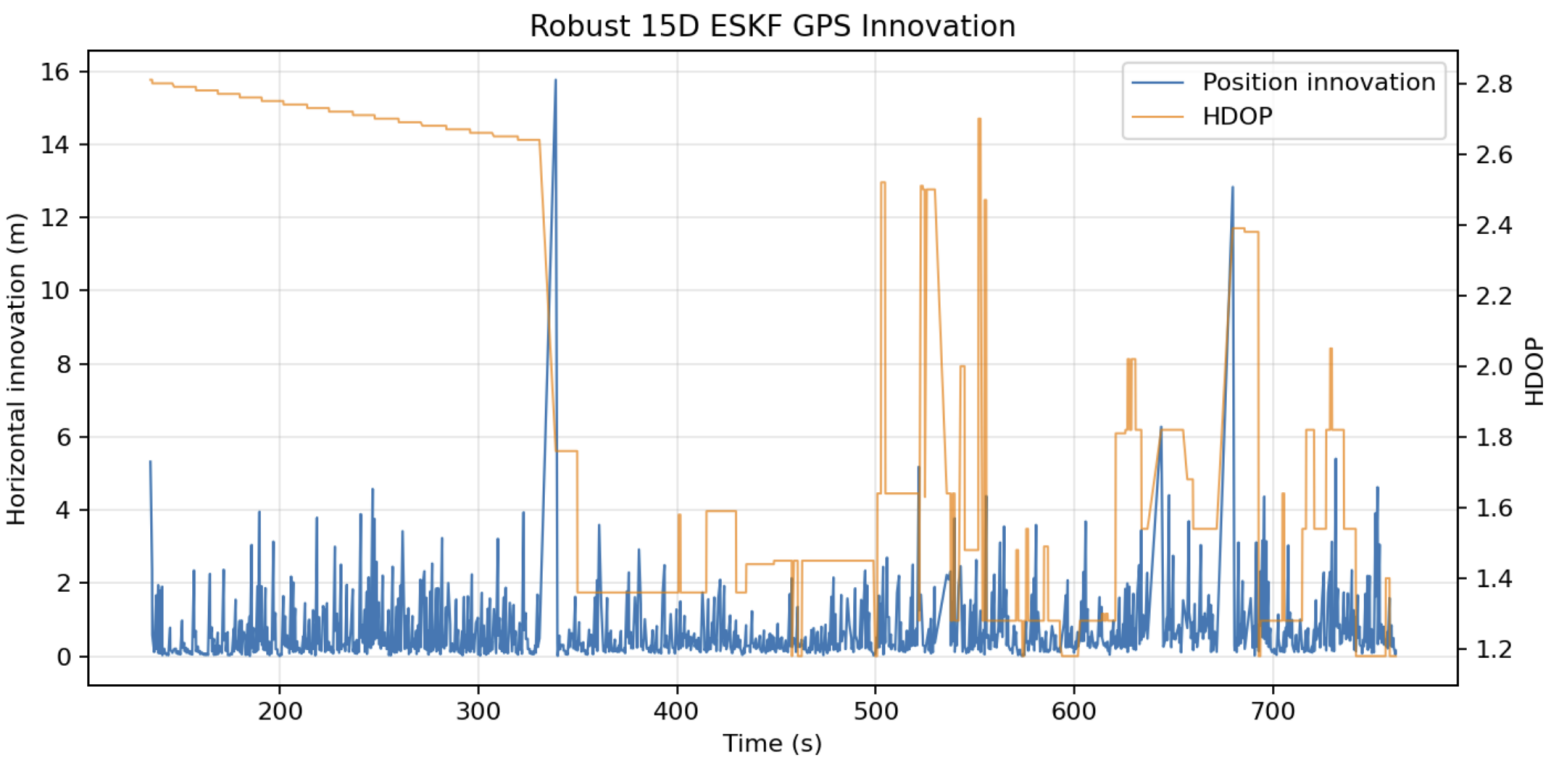 Robust 15D ESKF GPS Innovation
Position innovation
HDOP
Horizontal innovation (m)
16
14
12
10
8
6
4
2
0
2.8
2.6
2.4
2.2
2.0
1.8
1.6
1.4
1.2
HDOP
200 300 400 500 600 700
Time (s)